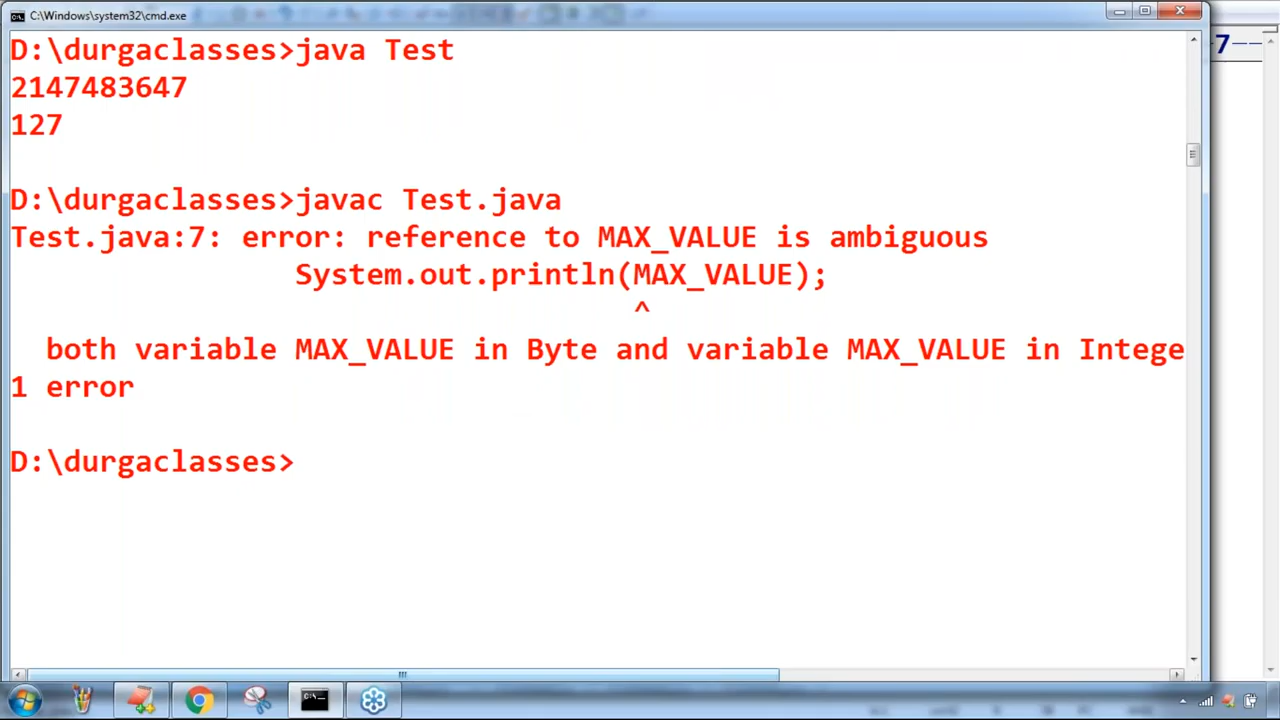 C:\Windows\system32\cmd.exe
D:\durgaclasses>java Test
2147483647
127
D:\durgaclasses>javac Test.java
Test.java:7: error: reference to MAX_VALUE is ambiguous
System.out.println(MAX_VALUE);
^
both variable MAX_VALUE in Byte and variable MAX_VALUE in Intege
1 error
D:\durgaclasses>
7--
C:\_